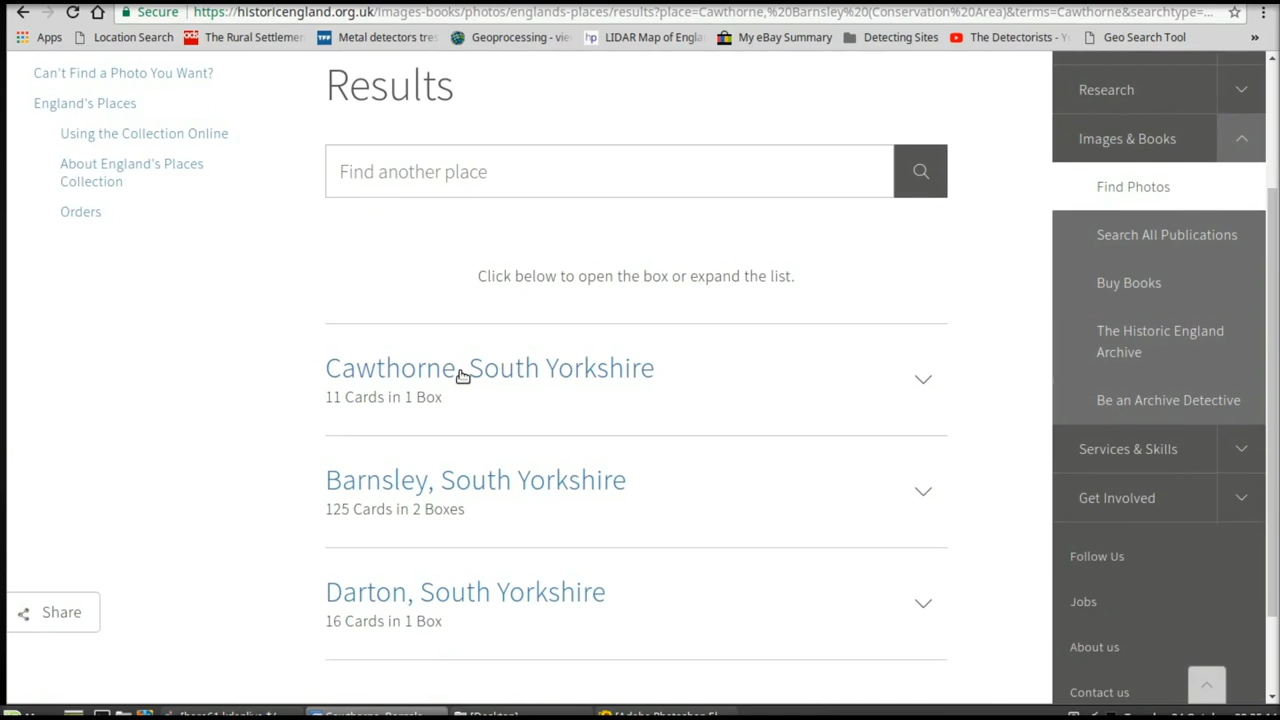 https://historicengland.org.uk/images-books/photos/englands-places/results?place=Cawthorne,%20Barnsley%20(Conservation%20Area)&terms=Cawthorne&searchtype=...
Secure
Apps
Location Search
The Rural Settlemer
Metal detectors tre
Geoprocessing - vie
LIDAR Map of Engla
My eBay Summary
Detecting Sites
The Detectorists - Y
Geo Search Tool
»
Can't Find a Photo You Want?
England's Places
Using the Collection Online
About England's Places
Collection
Orders
Results
Find another place
Click below to open the box or expand the list.
Cawthorne, South Yorkshire
11 Cards in 1 Box
Barnsley, South Yorkshire
125 Cards in 2 Boxes
Darton, South Yorkshire
16 Cards in 1 Box
Share
Research
Images & Books
Find Photos
Search All Publications
Buy Books
The Historic England
Archive
Be an Archive Detective
Services & Skills
Get Involved
Follow Us
Jobs
About us
Contact us